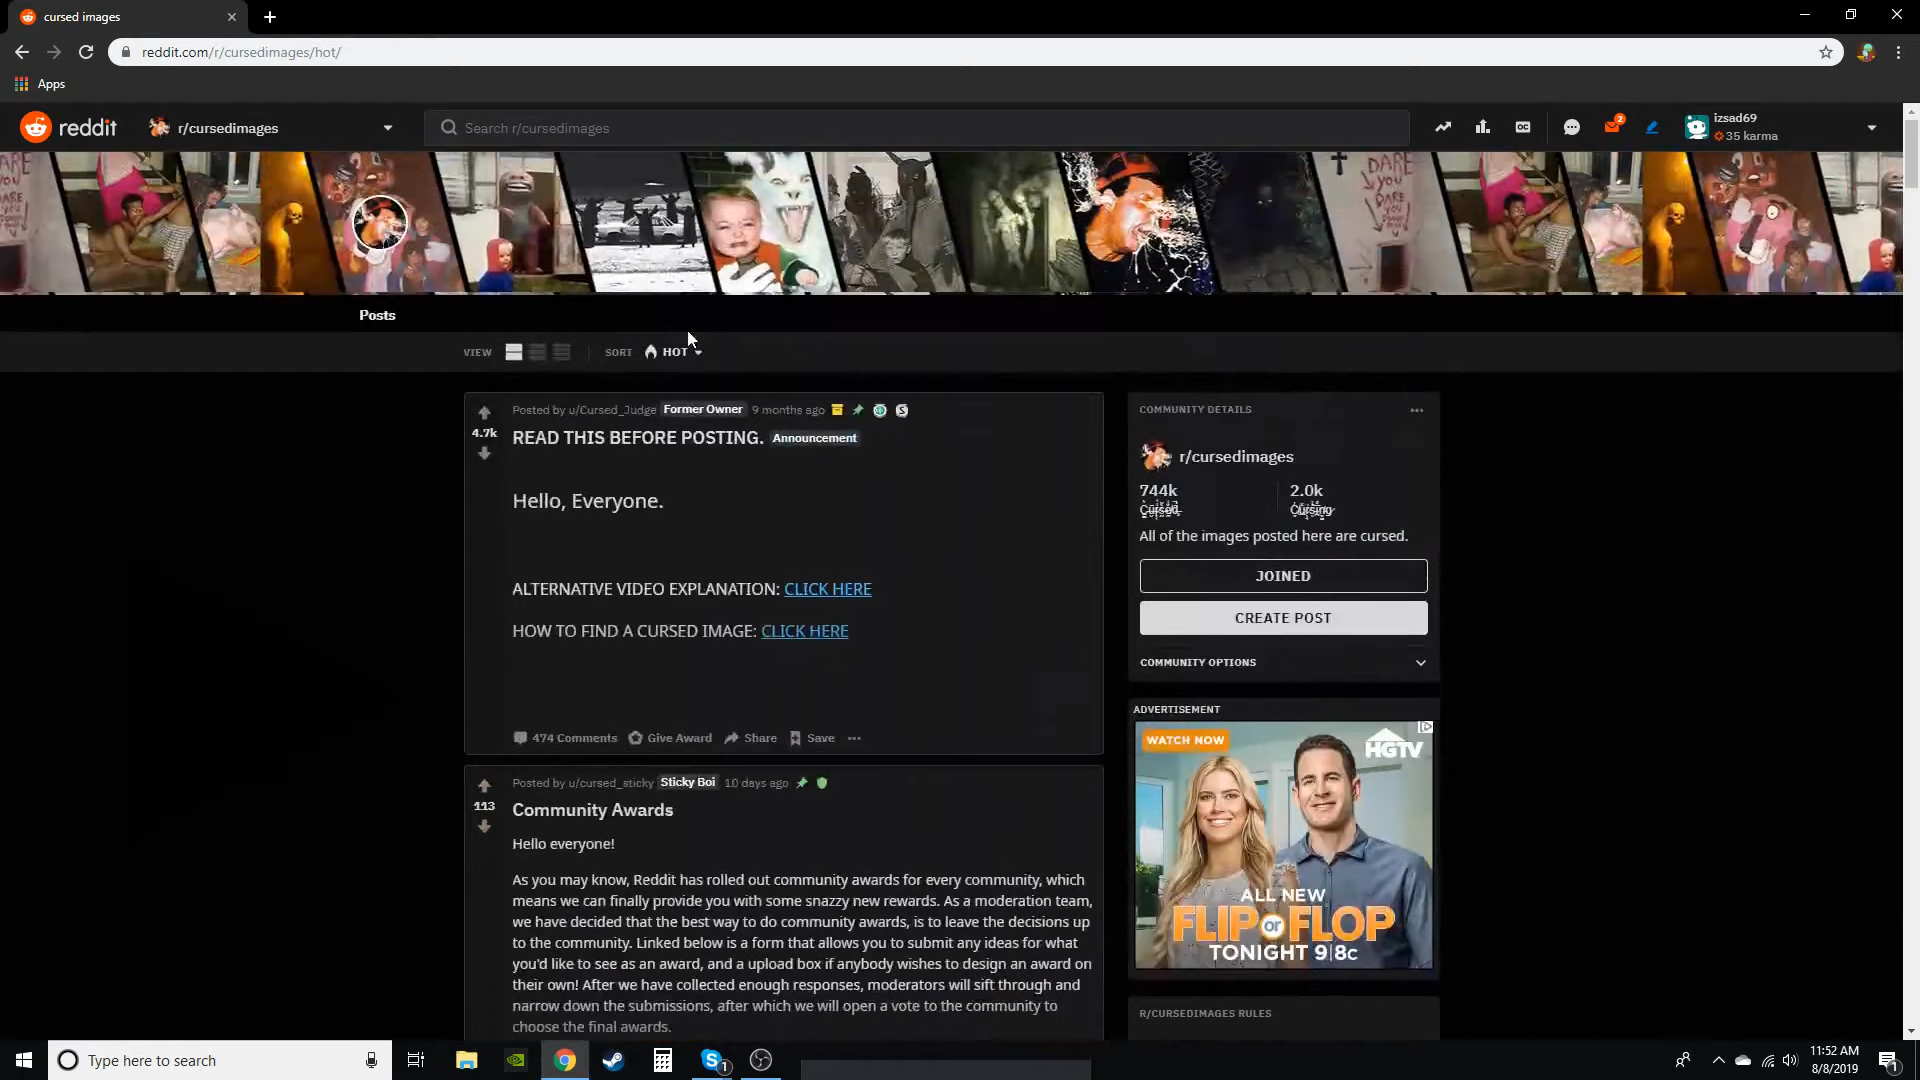 cursed images
reddit.com/r/cursedimages/hot/
Apps
reddit
r/cursedimages
Search r/cursedimages
2
izsad69
35 karma
DARE YOU
DARE YOU
Posts
VIEW
SORT
HOT
Posted by u/Cursed_Judge Former Owner 9 months ago
4.7k
READ THIS BEFORE POSTING. Announcement
Hello, Everyone.
ALTERNATIVE VIDEO EXPLANATION: CLICK HERE
HOW TO FIND A CURSED IMAGE: CLICK HERE
474 Comments Give Award Share Save
Posted by u/cursed_sticky Sticky Boi 10 days ago
113
Community Awards
Hello everyone!
As you may know, Reddit has rolled out community awards for every community, which
means we can finally provide you with some snazzy new rewards. As a moderation team,
we have decided that the best way to do community awards, is to leave the decisions up
to the community. Linked below is a form that allows you to submit any ideas for what
you'd like to see as an award, and a upload box if anybody wishes to design an award on
their own! After we have collected enough responses, moderators will sift through and
narrow down the submissions, after which we will open a vote to the community to
choose the final awards.
COMMUNITY DETAILS
r/cursedimages
744k 2.0k
Cursed Cursing
All of the images posted here are cursed.
JOINED
CREATE POST
COMMUNITY OPTIONS
ADVERTISEMENT
WATCH NOW
HGTV
ALL NEW
FLIP or FLOP
TONIGHT 9|8c
R/CURSEDIMAGES RULES
Type here to search
1
11:52 AM
8/8/2019
1